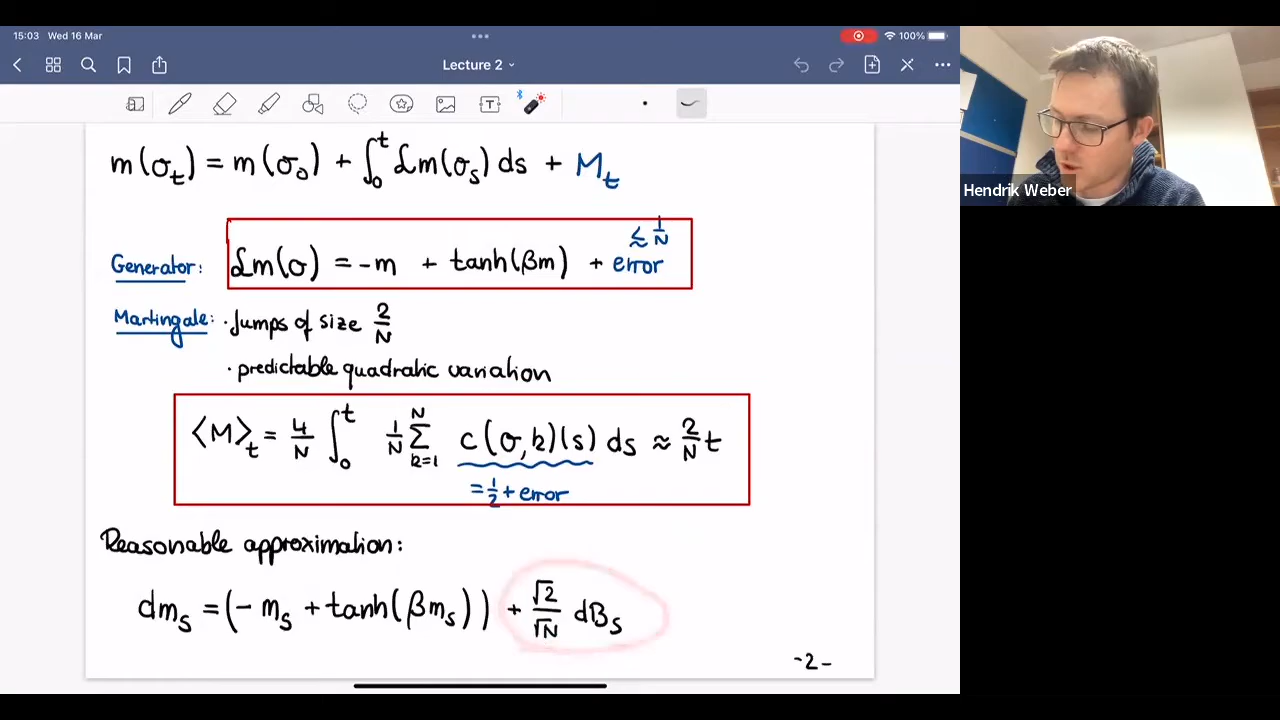 15:03 Wed 16 Mar
100%
Lecture 2
m(σ_t) = m(σ_0) + ∫_0^t ℒm(σ_s) ds + M_t
≲ 1/N
Generator: ℒm(σ) = -m + tanh(βm) + error
Martingale: · Jumps of size 2/N
· predictable quadratic variation
⟨M⟩_t = 4/N ∫_0^t 1/N Σ_{k=1}^N c(σ,k)(s) ds ≈ 2/N t
= 1/2 + error
Reasonable approximation:
dm_s = (-m_s + tanh(βm_s)) + √2/√N dB_s
-2-
Hendrik Weber